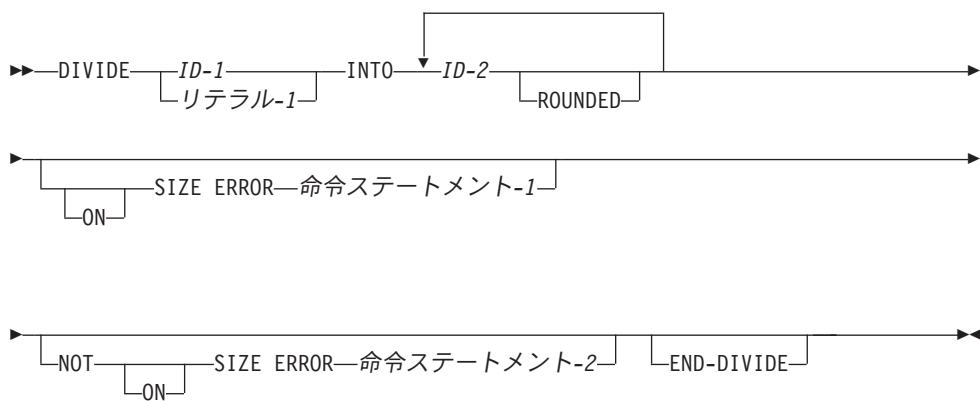 DIVIDE ID-1 INTO ID-2
リテラル-1 ROUNDED
SIZE ERROR 命令ステートメント-1
ON
NOT SIZE ERROR 命令ステートメント-2 END-DIVIDE
ON